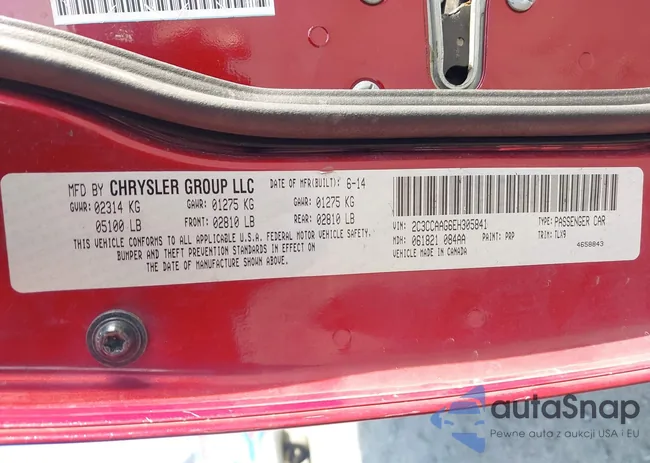 MFD BY CHRYSLER GROUP LLC DATE OF MFR(BUILT): 6-14
GVWR: 02314 KG GAWR: 01275 KG GAWR: 01275 KG
05100 LB FRONT: 02810 LB REAR: 02810 LB
THIS VEHICLE CONFORMS TO ALL APPLICABLE U.S.A. FEDERAL MOTOR VEHICLE SAFETY,
BUMPER AND THEFT PREVENTION STANDARDS IN EFFECT ON
THE DATE OF MANUFACTURE SHOWN ABOVE.
VIN: 2C3CCAAG6EH305841 TYPE: PASSENGER CAR
MDH: 061821 084AA PAINT: PRP TRIM: TLX9
VEHICLE MADE IN CANADA 4658843
autaSnap
Pewne auta z aukcji USA i EU